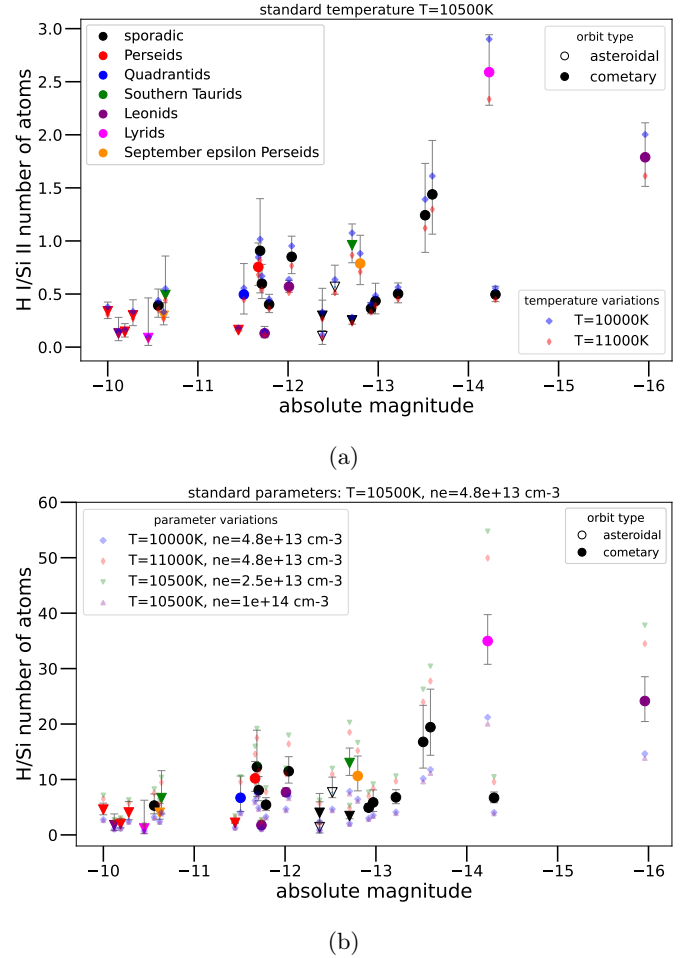 standard temperature T=10500K
3.0
2.5
2.0
1.5
1.0
0.5
0.0
H I/Si II number of atoms
sporadic
Perseids
Quadrantids
Southern Taurids
Leonids
Lyrids
September epsilon Perseids
orbit type
asteroidal
cometary
temperature variations
T=10000K
T=11000K
−10 −11 −12 −13 −14 −15 −16
absolute magnitude
(a)
standard parameters: T=10500K, ne=4.8e+13 cm-3
60
50
40
30
20
10
0
H/Si number of atoms
parameter variations
T=10000K, ne=4.8e+13 cm-3
T=11000K, ne=4.8e+13 cm-3
T=10500K, ne=2.5e+13 cm-3
T=10500K, ne=1e+14 cm-3
orbit type
asteroidal
cometary
−10 −11 −12 −13 −14 −15 −16
absolute magnitude
(b)